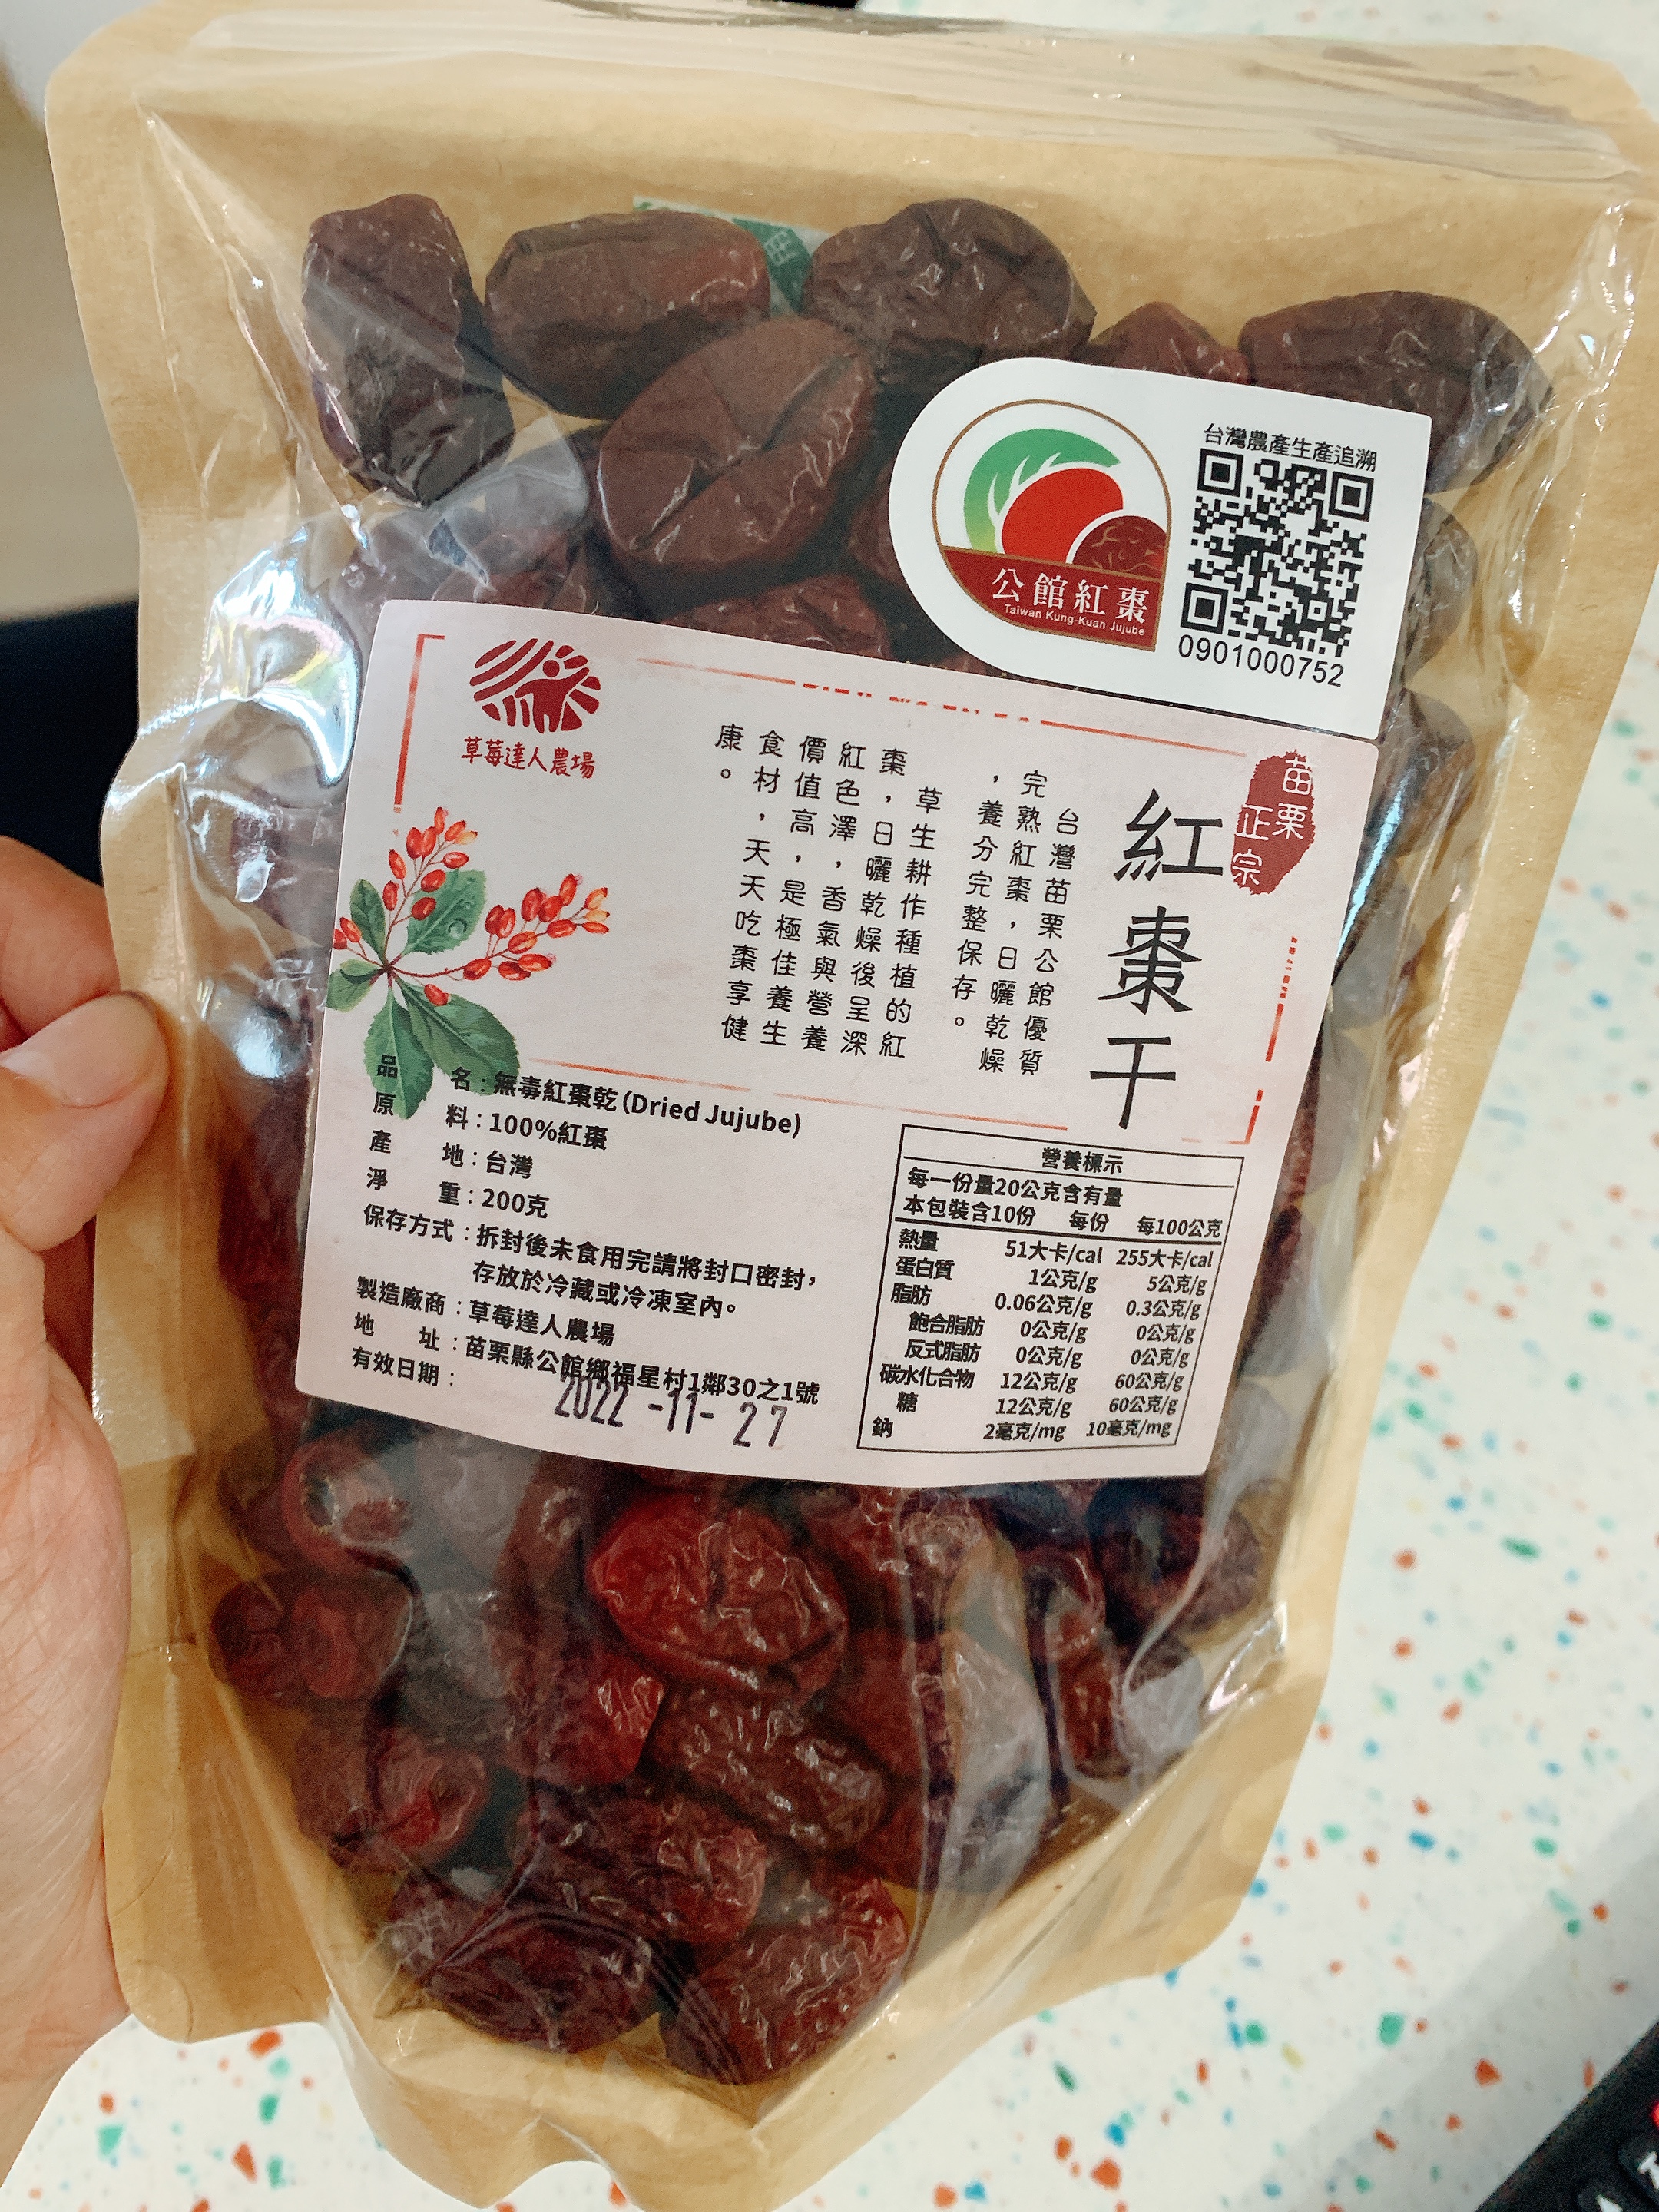 台灣農產生產追溯
公館紅棗
Taiwan Kung-Kuan Jujube
0901000752
草莓達人農場
苗栗
正宗
紅棗干
台灣苗栗公館優質
完熟紅棗，日曬乾燥
，養分完整保存。
草生耕作種植的紅
棗，日曬乾燥後呈深
紅色澤，香氣與營養
價值高，是極佳養生
食材，天天吃棗享健
康。
品名：無毒紅棗乾(Dried Jujube)
原料：100%紅棗
產地：台灣
淨重：200克
保存方式：拆封後未食用完請將封口密封，
存放於冷藏或冷凍室內。
製造廠商：草莓達人農場
地址：苗栗縣公館鄉福星村1鄰30之1號
有效日期：
2022-11-27
營養標示
每一份量20公克含有量
本包裝含10份 每份 每100公克
熱量 51大卡/cal 255大卡/cal
蛋白質 1公克/g 5公克/g
脂肪 0.06公克/g 0.3公克/g
飽合脂肪 0公克/g 0公克/g
反式脂肪 0公克/g 0公克/g
碳水化合物 12公克/g 60公克/g
糖 12公克/g 60公克/g
鈉 2毫克/mg 10毫克/mg